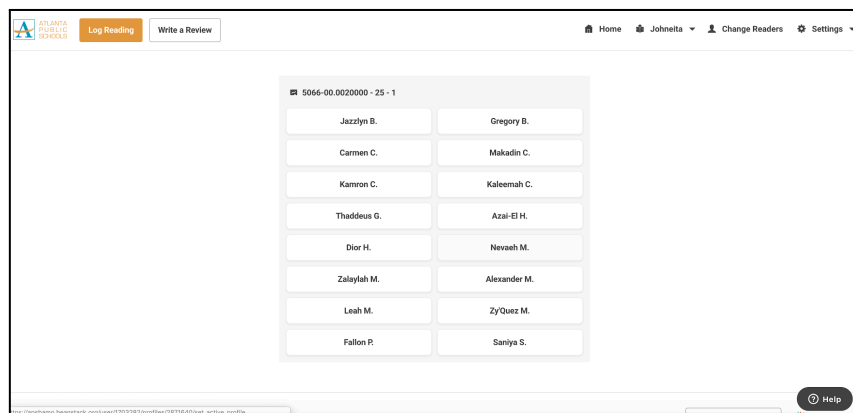 ATLANTA
PUBLIC
SCHOOLS
Log Reading Write a Review Home Johneita Change Readers Settings
5066-00.0020000 - 25 - 1
Jazzlyn B. Gregory B.
Carmen C. Makadin C.
Kamron C. Kaleemah C.
Thaddeus G. Azai-El H.
Dior H. Nevaeh M.
Zalaylah M. Alexander M.
Leah M. Zy'Quez M.
Fallon P. Saniya S.
Help